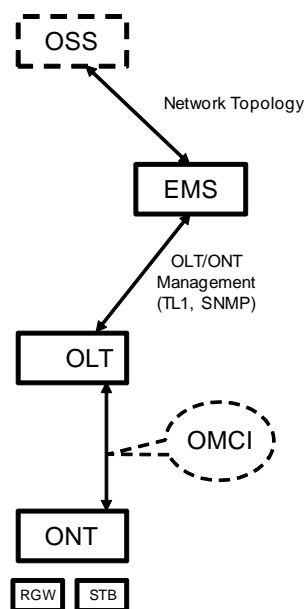 OSS
Network Topology
EMS
OLT/ONT
Management
(TL1, SNMP)
OLT
OMCI
ONT
RGW
STB